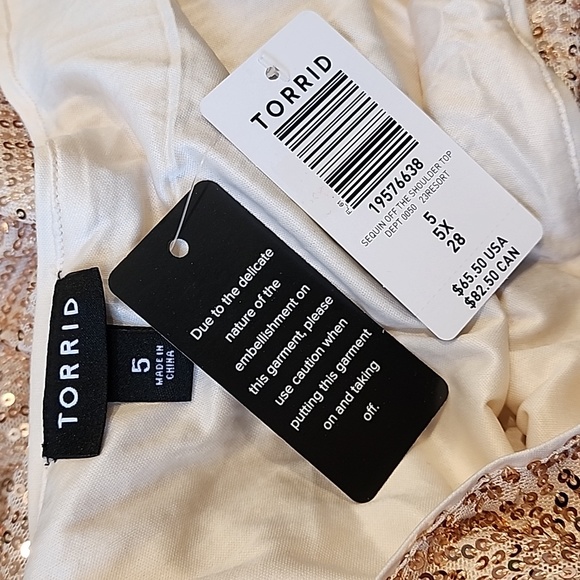 TORRID
19576638
SEQUIN OFF THE SHOULDER TOP
DEPT 0050 23RESORT
5
5X
28
$65.50 USA
$82.50 CAN
Due to the delicate
nature of the
embellishment on
this garment, please
use caution when
putting this garment
on and taking
off.
TORRID
5
MADE IN
CHINA